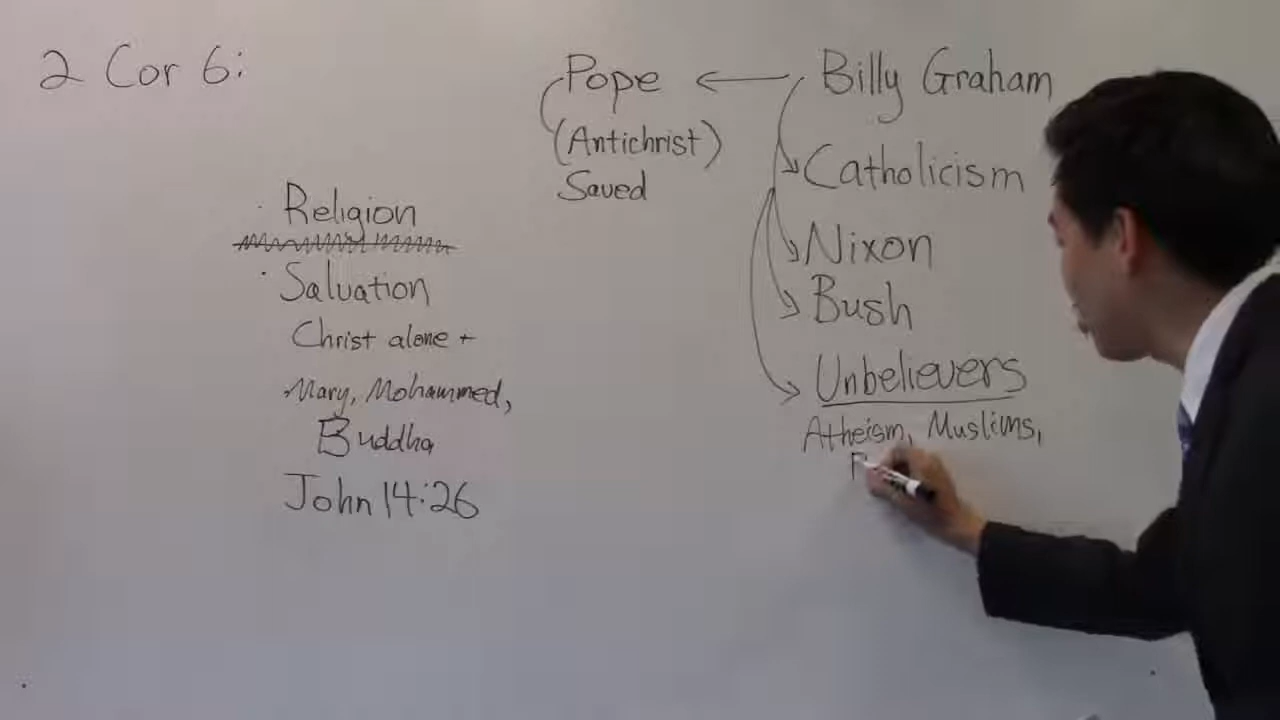 2 Cor 6:
Religion
Salvation
Christ alone +
Mary, Mohammed,
Buddha
John 14:26
Pope
(Antichrist)
Saved
Billy Graham
Catholicism
Nixon
Bush
Unbelievers
Atheism, Muslims,